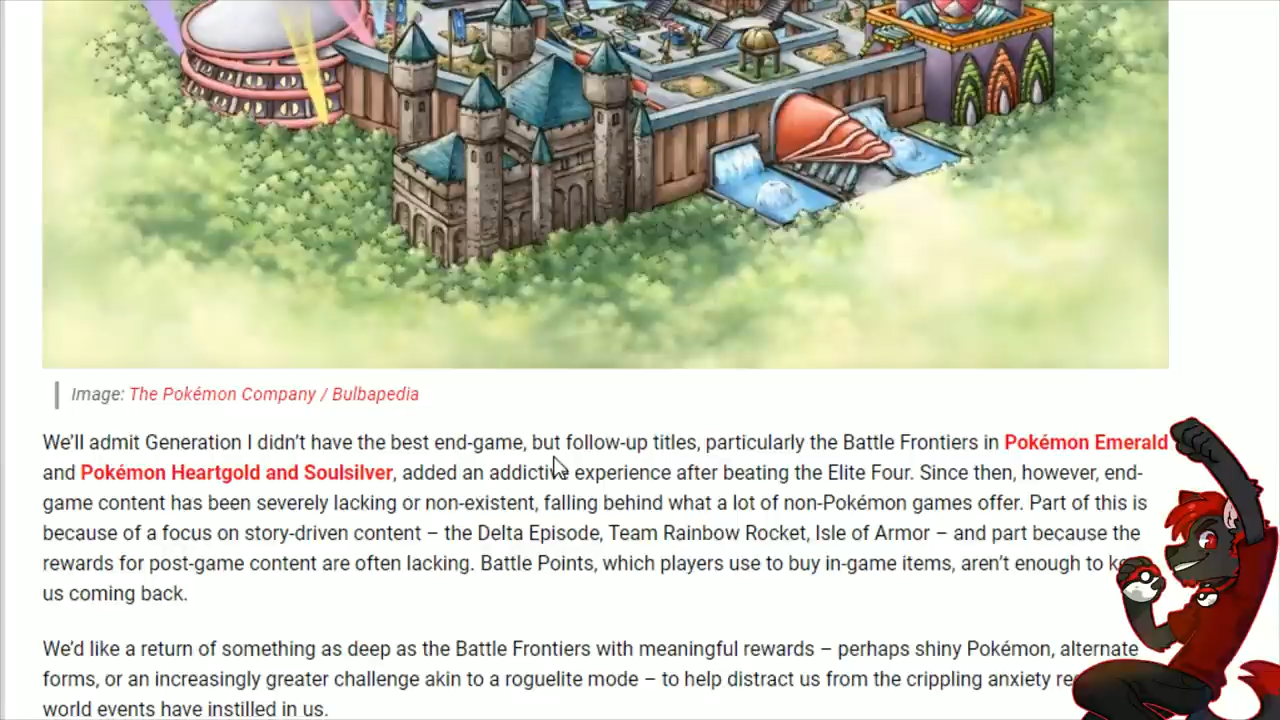 Image: The Pokémon Company / Bulbapedia
We'll admit Generation I didn't have the best end-game, but follow-up titles, particularly the Battle Frontiers in Pokémon Emerald
and Pokémon Heartgold and Soulsilver, added an addictive experience after beating the Elite Four. Since then, however, end-
game content has been severely lacking or non-existent, falling behind what a lot of non-Pokémon games offer. Part of this is
because of a focus on story-driven content – the Delta Episode, Team Rainbow Rocket, Isle of Armor – and part because the
rewards for post-game content are often lacking. Battle Points, which players use to buy in-game items, aren't enough to
us coming back.
We'd like a return of something as deep as the Battle Frontiers with meaningful rewards – perhaps shiny Pokémon, alternate
forms, or an increasingly greater challenge akin to a roguelite mode – to help distract us from the crippling anxiety
world events have instilled in us.